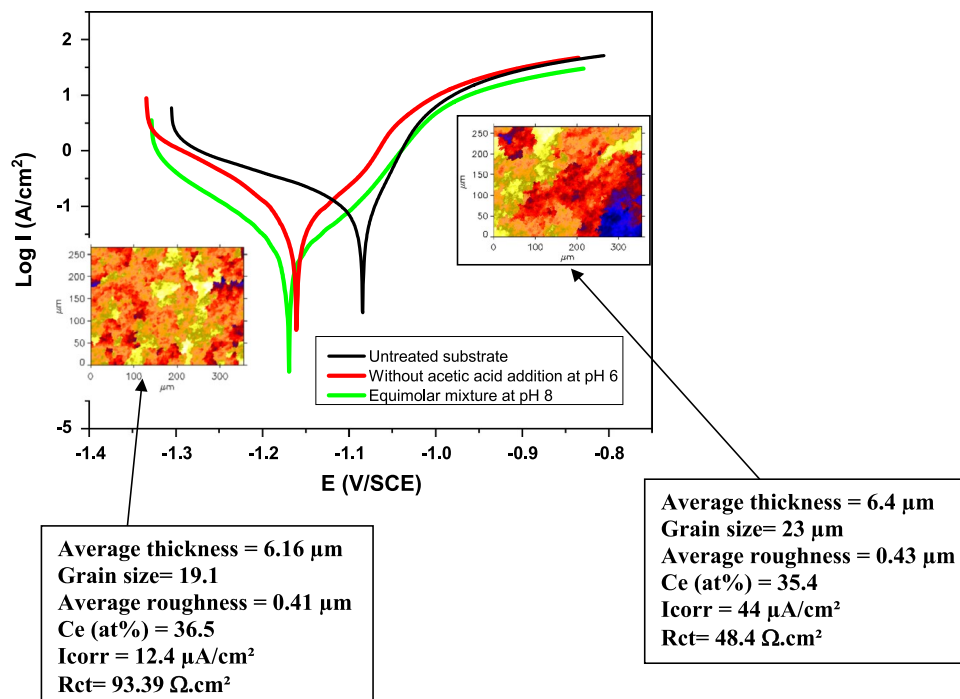 2
1
0
-1
-5
Log I (A/cm²)
-1.4 -1.3 -1.2 -1.1 -1.0 -0.9 -0.8
E (V/SCE)
Untreated substrate
Without acetic acid addition at pH 6
Equimolar mixture at pH 8
250
200
150
100
50
0
µm
0 100 200 300
µm
250
200
150
100
50
0
µm
0 100 200 300
µm
Average thickness = 6.16 µm
Grain size= 19.1
Average roughness = 0.41 µm
Ce (at%) = 36.5
Icorr = 12.4 µA/cm²
Rct= 93.39 Ω.cm²
Average thickness = 6.4 µm
Grain size= 23 µm
Average roughness = 0.43 µm
Ce (at%) = 35.4
Icorr = 44 µA/cm²
Rct= 48.4 Ω.cm²